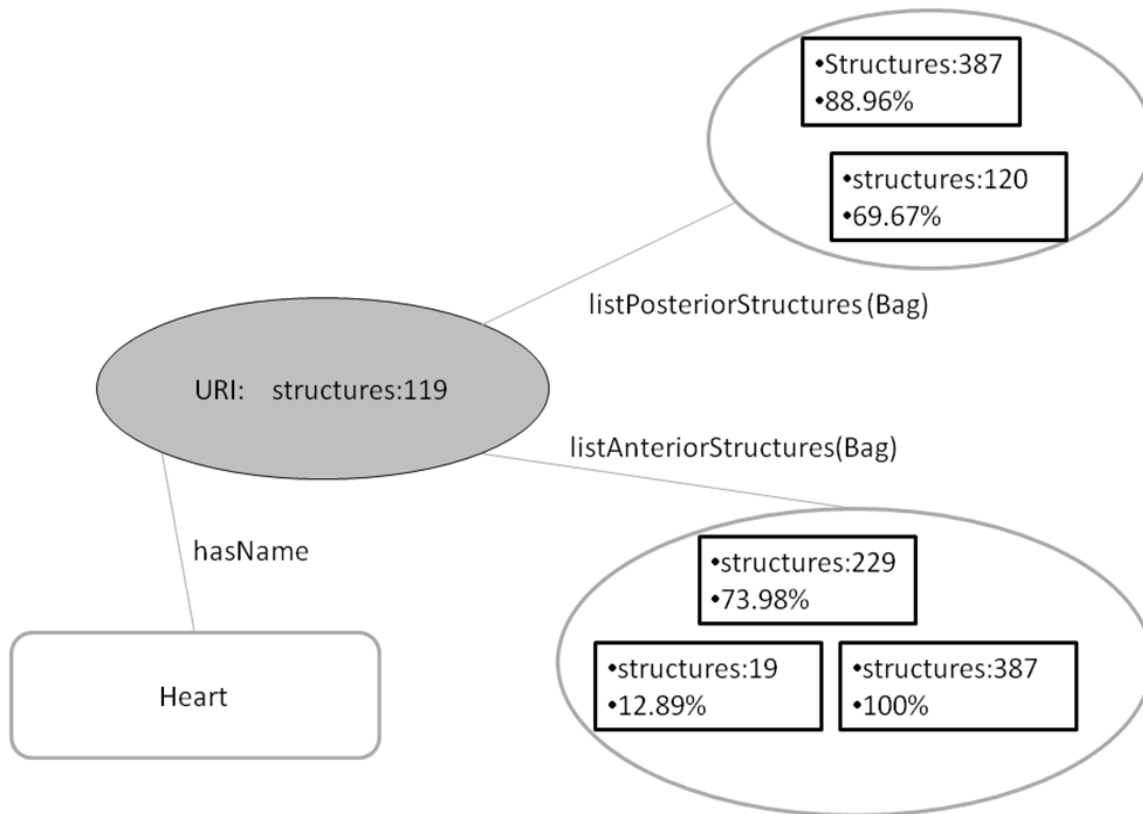 •Structures:387
•88.96%
•structures:120
•69.67%
listPosteriorStructures (Bag)
URI: structures:119
listAnteriorStructures(Bag)
hasName
•structures:229
•73.98%
•structures:19
•12.89%
•structures:387
•100%
Heart